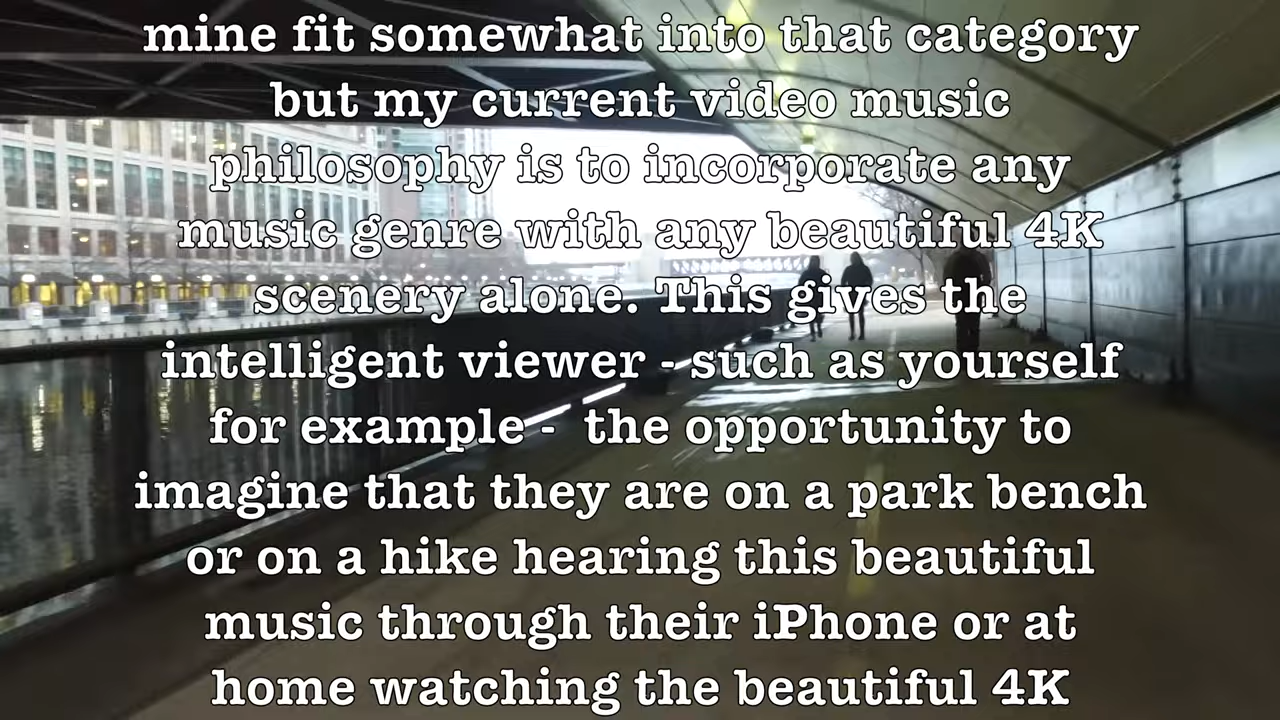 mine fit somewhat into that category
but my current video music
philosophy is to incorporate any
music genre with any beautiful 4K
scenery alone. This gives the
intelligent viewer - such as yourself
for example -  the opportunity to
imagine that they are on a park bench
or on a hike hearing this beautiful
music through their iPhone or at
home watching the beautiful 4K